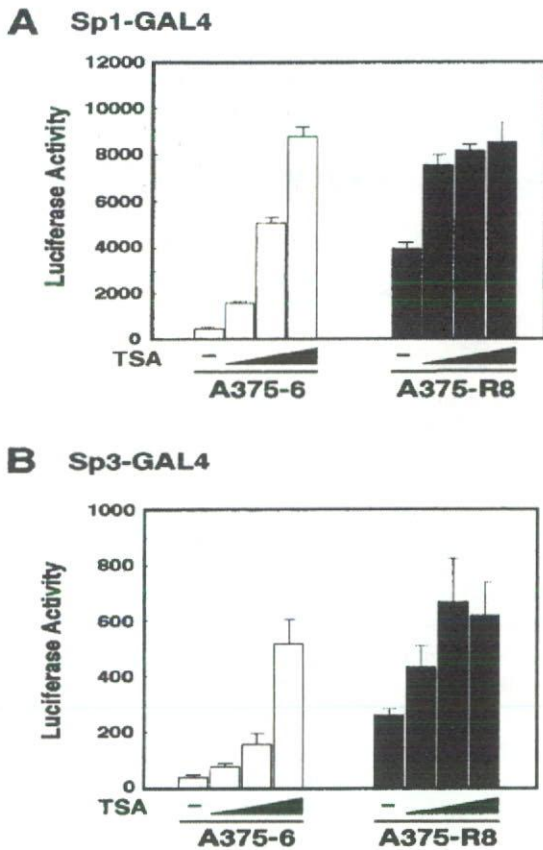 A Sp1-GAL4
12000
10000
8000
6000
4000
2000
0
Luciferase Activity
TSA – –
A375-6 A375-R8
B Sp3-GAL4
1000
800
600
400
200
0
Luciferase Activity
TSA – –
A375-6 A375-R8